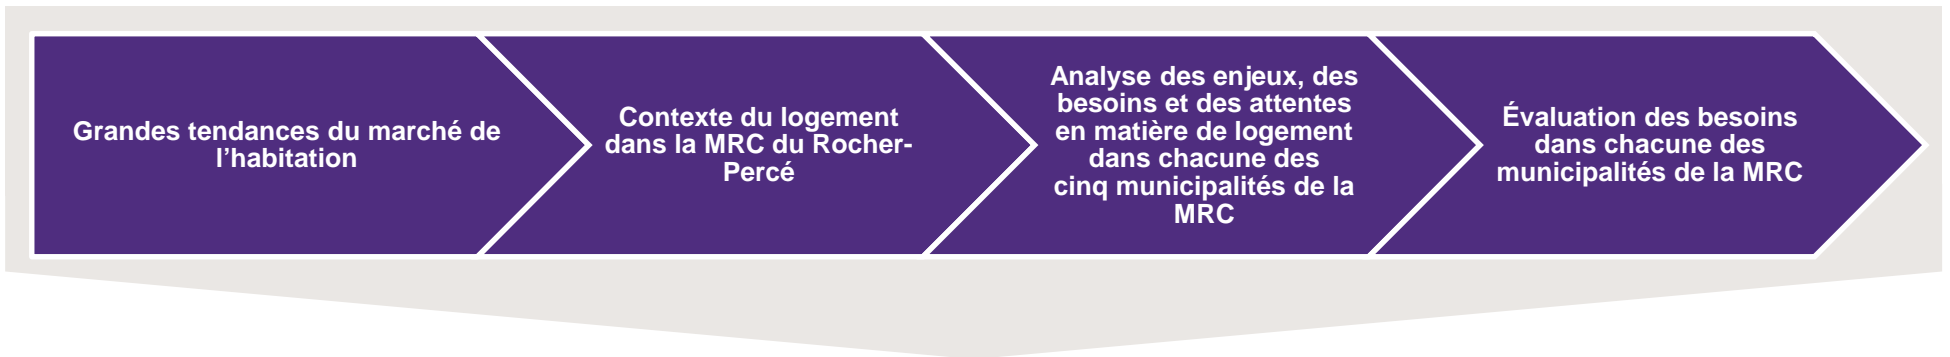 Grandes tendances du marché de
l’habitation
Contexte du logement
dans la MRC du Rocher-
Percé
Analyse des enjeux, des
besoins et des attentes
en matière de logement
dans chacune des
cinq municipalités de la
MRC
Évaluation des besoins
dans chacune des
municipalités de la MRC